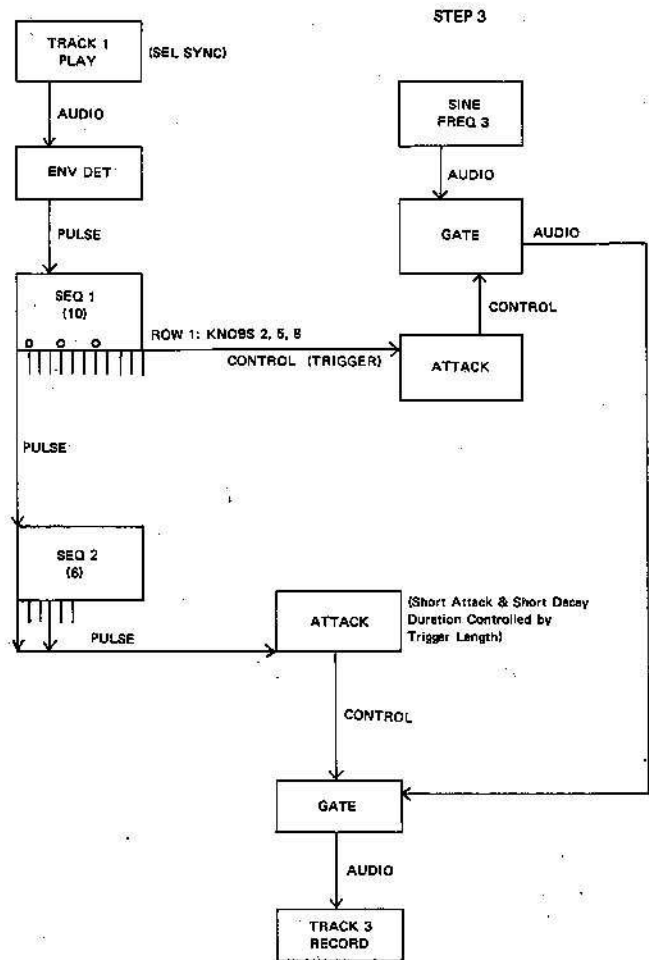 STEP 3
TRACK 1
PLAY
(SEL SYNC)
AUDIO
SINE
FREQ 3
ENV DET
AUDIO
PULSE
GATE
AUDIO
SEQ 1
(10)
CONTROL
ROW 1: KNOBS 2, 5, 8
CONTROL (TRIGGER)
ATTACK
PULSE
SEQ 2
(6)
ATTACK
(Short Attack & Short Decay
Duration Controlled by
Trigger Length)
PULSE
CONTROL
GATE
AUDIO
TRACK 3
RECORD